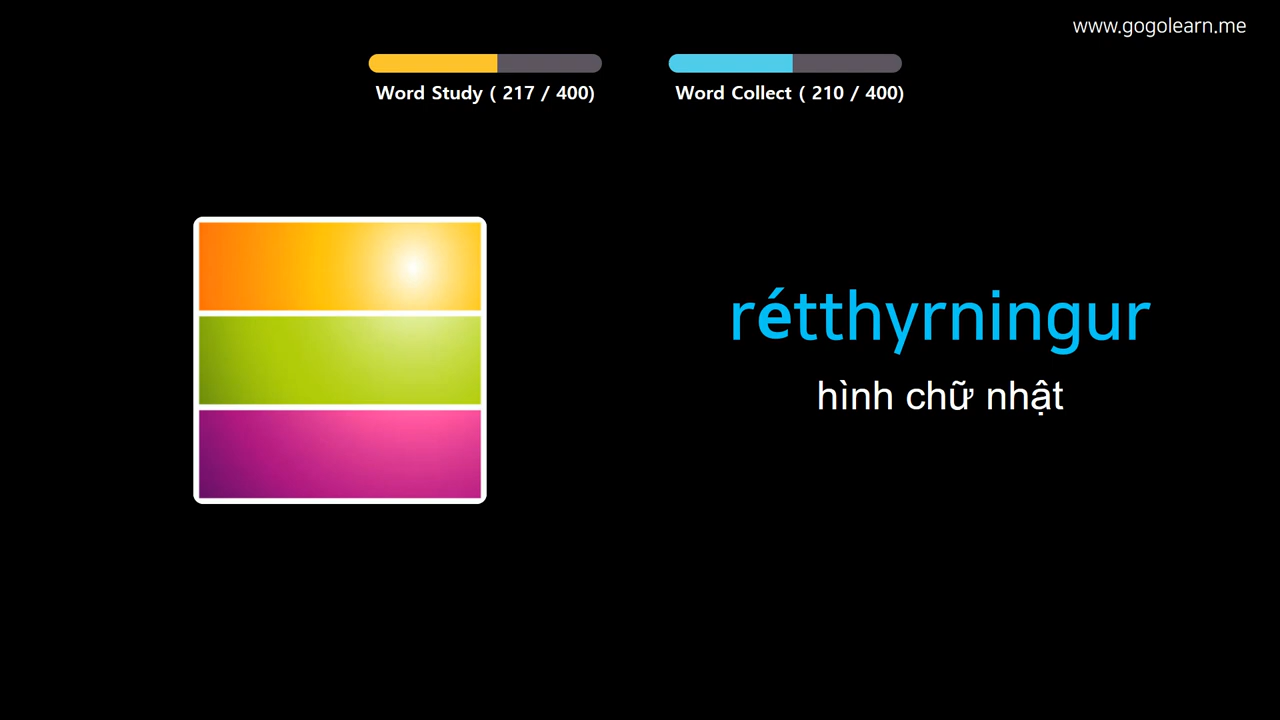 www.gogolearn.me
Word Study ( 217 / 400)
Word Collect ( 210 / 400)
rétthyrningur
hình chữ nhật